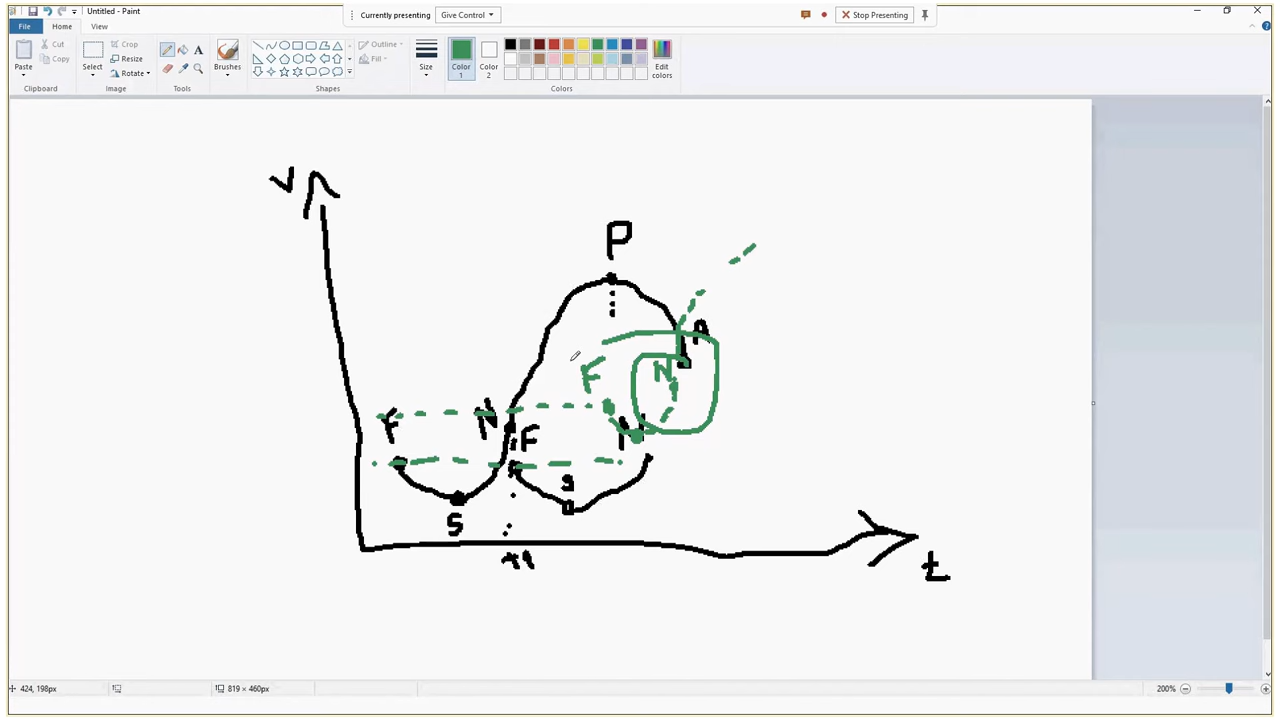 Untitled - Paint
Currently presenting
Give Control
Stop Presenting
File
Home
View
Paste
Cut
Copy
Clipboard
Select
Crop
Resize
Rotate
Image
Tools
Brushes
Shapes
Outline
Fill
Size
Color 1
Color 2
Edit colors
Colors
V
P
A
F
N
F
N
F
N
S
S
t
424, 198px
819 × 460px
200%